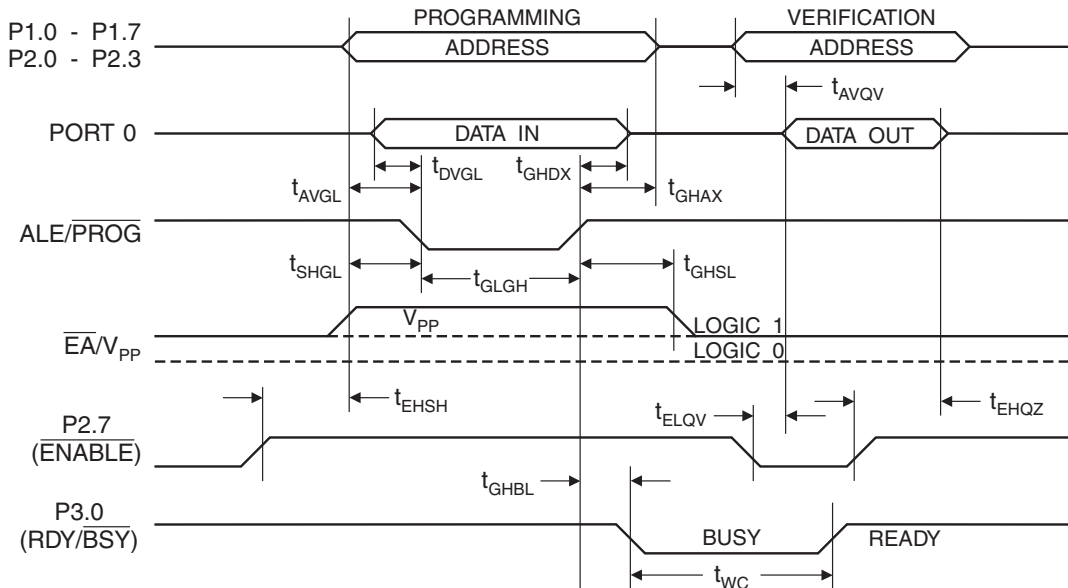 PROGRAMMING VERIFICATION
P1.0 - P1.7
P2.0 - P2.3
ADDRESS ADDRESS
tAVQV
PORT 0 DATA IN DATA OUT
tDVGL tGHDX
tAVGL tGHAX
ALE/PROG
tSHGL tGLGH tGHSL
VPP LOGIC 1
EA/VPP LOGIC 0
tEHSH tELQV tEHQZ
P2.7
(ENABLE)
tGHBL
P3.0
(RDY/BSY) BUSY READY
tWC